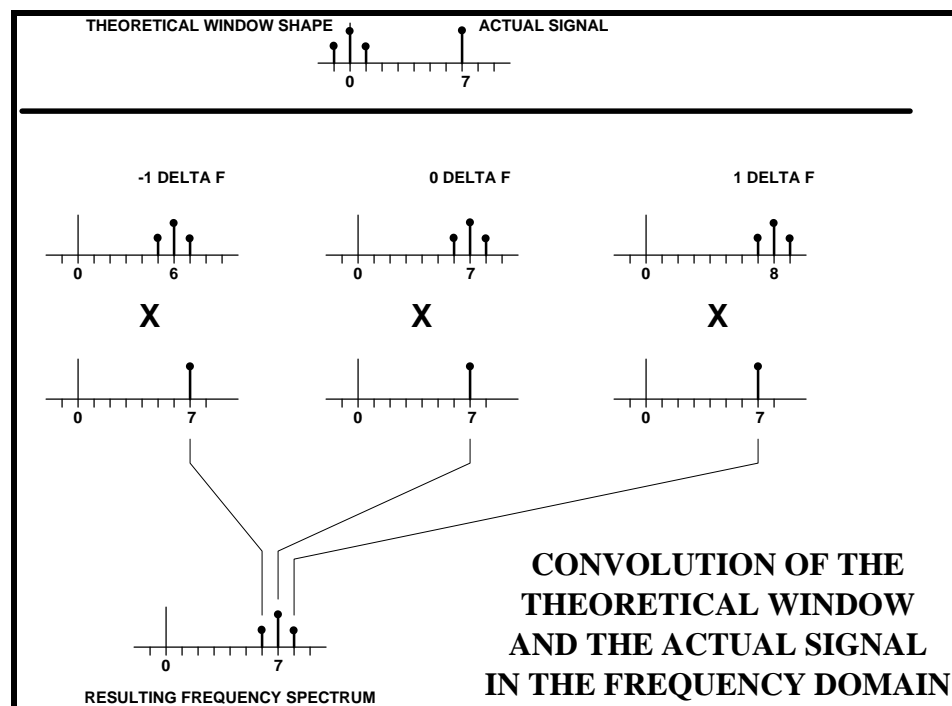 THEORETICAL WINDOW SHAPE
ACTUAL SIGNAL
0 7
-1 DELTA F
0 DELTA F
1 DELTA F
0 6
0 7
0 8
X
X
X
0 7
0 7
0 7
CONVOLUTION OF THE
THEORETICAL WINDOW
AND THE ACTUAL SIGNAL
IN THE FREQUENCY DOMAIN
0 7
RESULTING FREQUENCY SPECTRUM